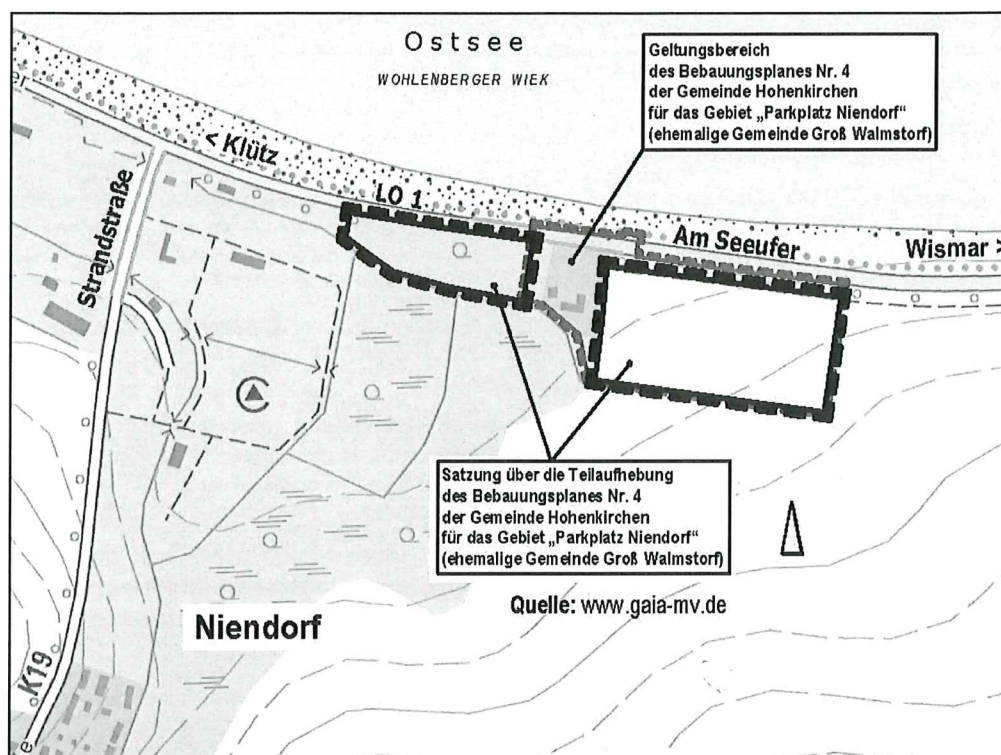 Ostsee
WOHLENBERGER WIEK
Geltungsbereich
des Bebauungsplanes Nr. 4
der Gemeinde Hohenkirchen
für das Gebiet „Parkplatz Niendorf“
(ehemalige Gemeinde Groß Walmstorf)
< Klütz
LO 1
Am Seeufer
Wismar >
Strandstraße
Satzung über die Teilaufhebung
des Bebauungsplanes Nr. 4
der Gemeinde Hohenkirchen
für das Gebiet „Parkplatz Niendorf“
(ehemalige Gemeinde Groß Walmstorf)
Quelle: www.gaia-mv.de
Niendorf
K19